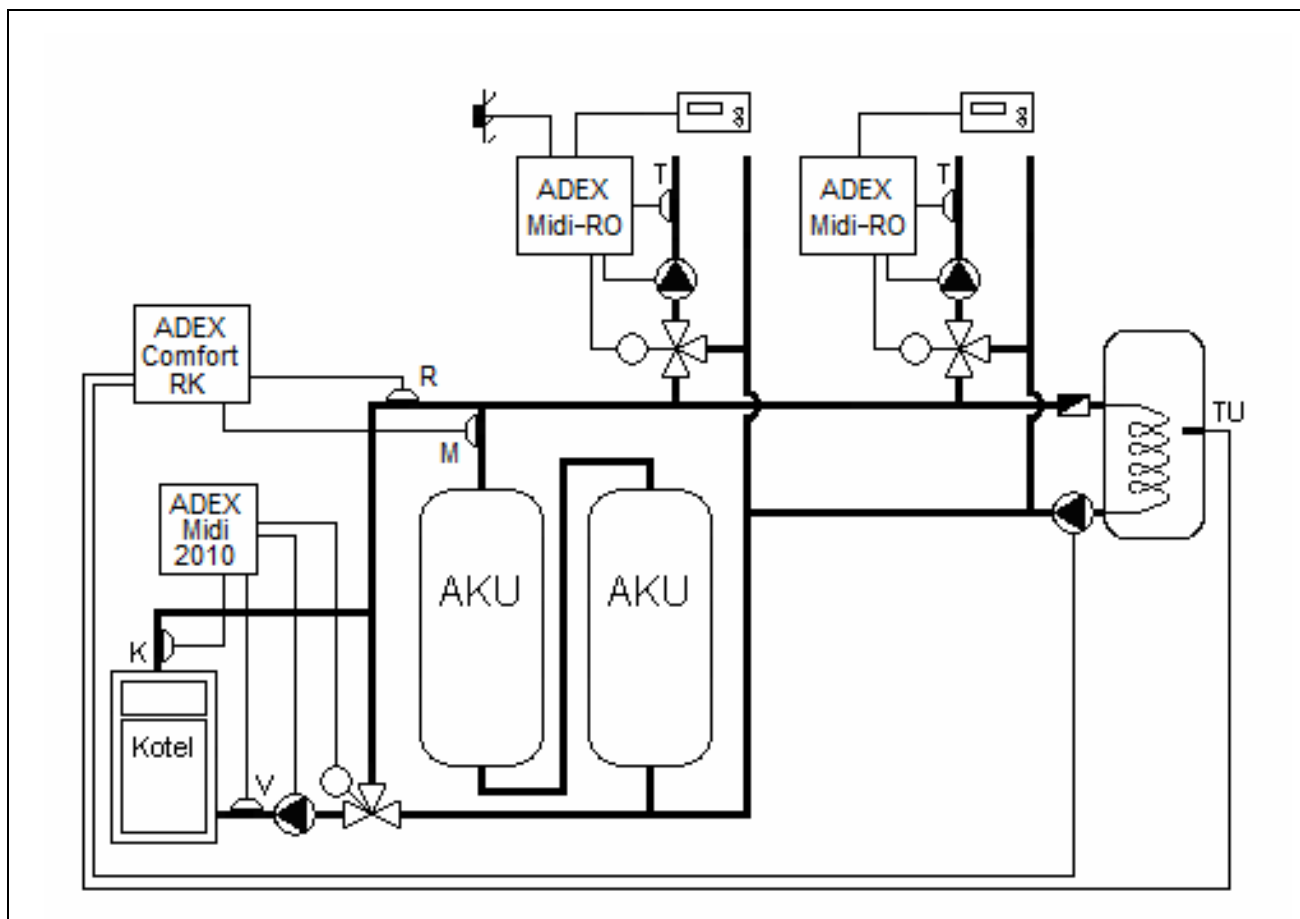 T
T
ADEX
Midi-RO
ADEX
Midi-RO
ADEX
Comfort
RK
R
TU
M
ADEX
Midi
2010
AKU
AKU
K
Kotel
V